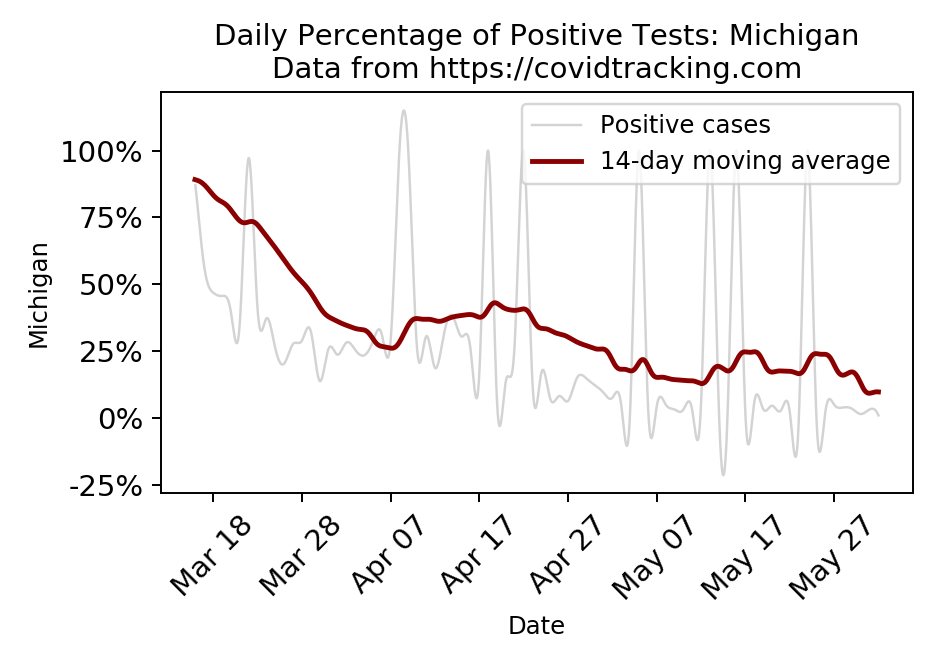 Daily Percentage of Positive Tests: Michigan
Data from https://covidtracking.com
Positive cases
14-day moving average
100%
75%
50%
25%
0%
-25%
Michigan
Mar 18
Mar 28
Apr 07
Apr 17
Apr 27
May 07
May 17
May 27
Date